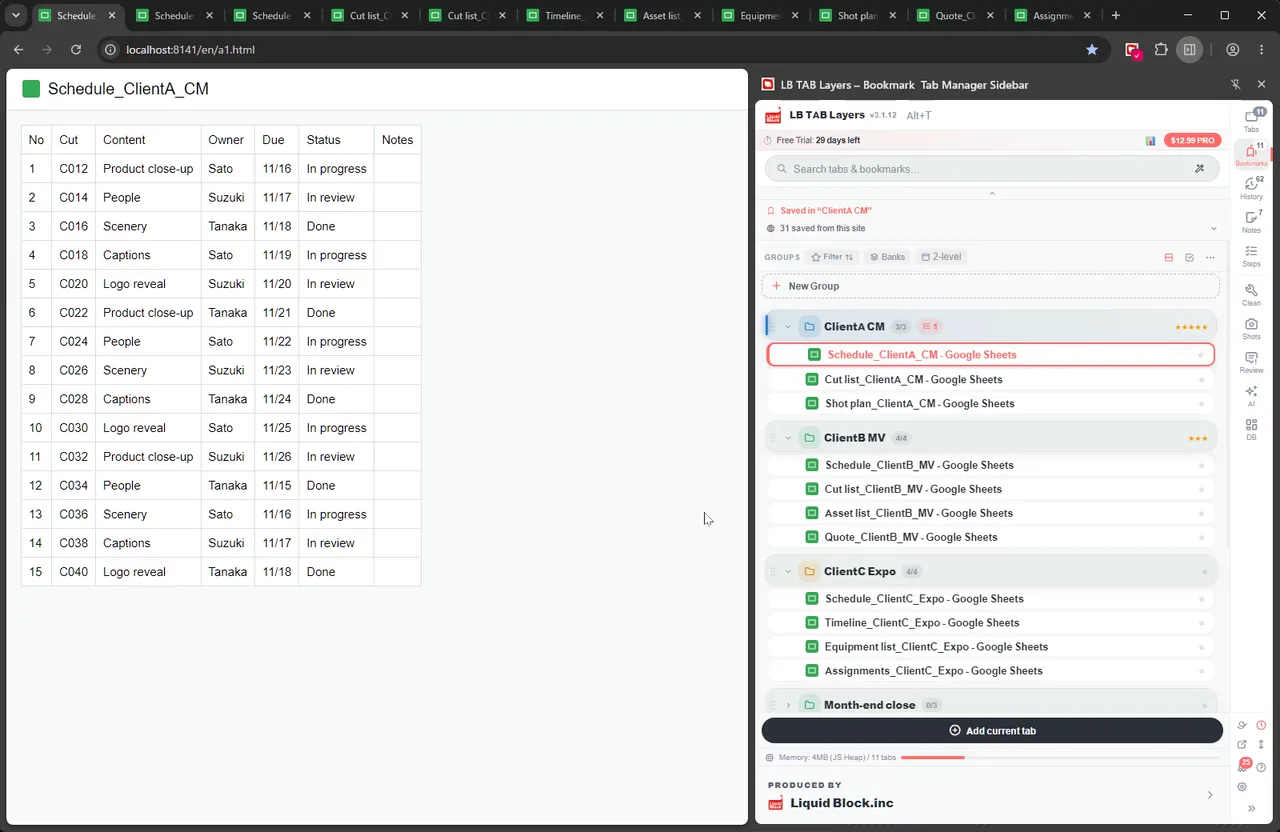 Schedule_
Schedule
Schedule
Cut list_C
Cut list_C
Timeline_
Asset list_
Equipme
Shot plan
Quote_Cl
Assignm
localhost:8141/en/a1.html
Schedule_ClientA_CM
No Cut Content Owner Due Status Notes
1 C012 Product close-up Sato 11/16 In progress
2 C014 People Suzuki 11/17 In review
3 C016 Scenery Tanaka 11/18 Done
4 C018 Captions Sato 11/19 In progress
5 C020 Logo reveal Suzuki 11/20 In review
6 C022 Product close-up Tanaka 11/21 Done
7 C024 People Sato 11/22 In progress
8 C026 Scenery Suzuki 11/23 In review
9 C028 Captions Tanaka 11/24 Done
10 C030 Logo reveal Sato 11/25 In progress
11 C032 Product close-up Suzuki 11/26 In review
12 C034 People Tanaka 11/15 Done
13 C036 Scenery Sato 11/16 In progress
14 C038 Captions Suzuki 11/17 In review
15 C040 Logo reveal Tanaka 11/18 Done
LB TAB Layers – Bookmark Tab Manager Sidebar
LB TAB Layers v3.1.12 Alt+T
Free Trial: 29 days left $12.99 PRO
Search tabs & bookmarks…
Saved in “ClientA CM”
31 saved from this site
GROUPS Filter Banks 2-level
New Group
ClientA CM 3/3 1
Schedule_ClientA_CM - Google Sheets
Cut list_ClientA_CM - Google Sheets
Shot plan_ClientA_CM - Google Sheets
ClientB MV 4/4
Schedule_ClientB_MV - Google Sheets
Cut list_ClientB_MV - Google Sheets
Asset list_ClientB_MV - Google Sheets
Quote_ClientB_MV - Google Sheets
ClientC Expo 4/4
Schedule_ClientC_Expo - Google Sheets
Timeline_ClientC_Expo - Google Sheets
Equipment list_ClientC_Expo - Google Sheets
Assignments_ClientC_Expo - Google Sheets
Month-end close 0/3
Add current tab
Memory: 4MB (JS Heap) / 11 tabs
PRODUCED BY
Liquid Block.inc
11
Tabs
11
Bookmarks
62
History
7
Notes
Steps
Clean
Shots
Review
AI
DB
25